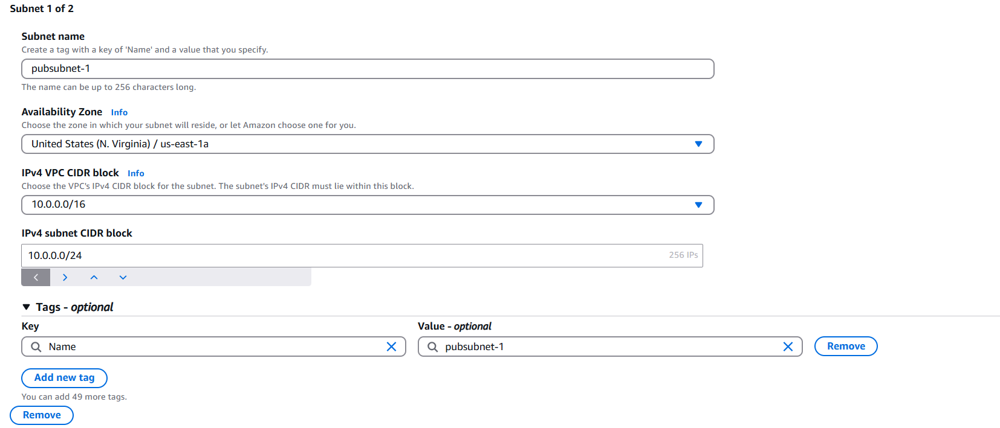 Subnet 1 of 2
Subnet name
Create a tag with a key of 'Name' and a value that you specify.
pubsubnet-1
The name can be up to 256 characters long.
Availability Zone Info
Choose the zone in which your subnet will reside, or let Amazon choose one for you.
United States (N. Virginia) / us-east-1a
IPv4 VPC CIDR block Info
Choose the VPC's IPv4 CIDR block for the subnet. The subnet's IPv4 CIDR must lie within this block.
10.0.0.0/16
IPv4 subnet CIDR block
10.0.0.0/24 256 IPs
Tags - optional
Key Value - optional
Name pubsubnet-1 Remove
Add new tag
You can add 49 more tags.
Remove